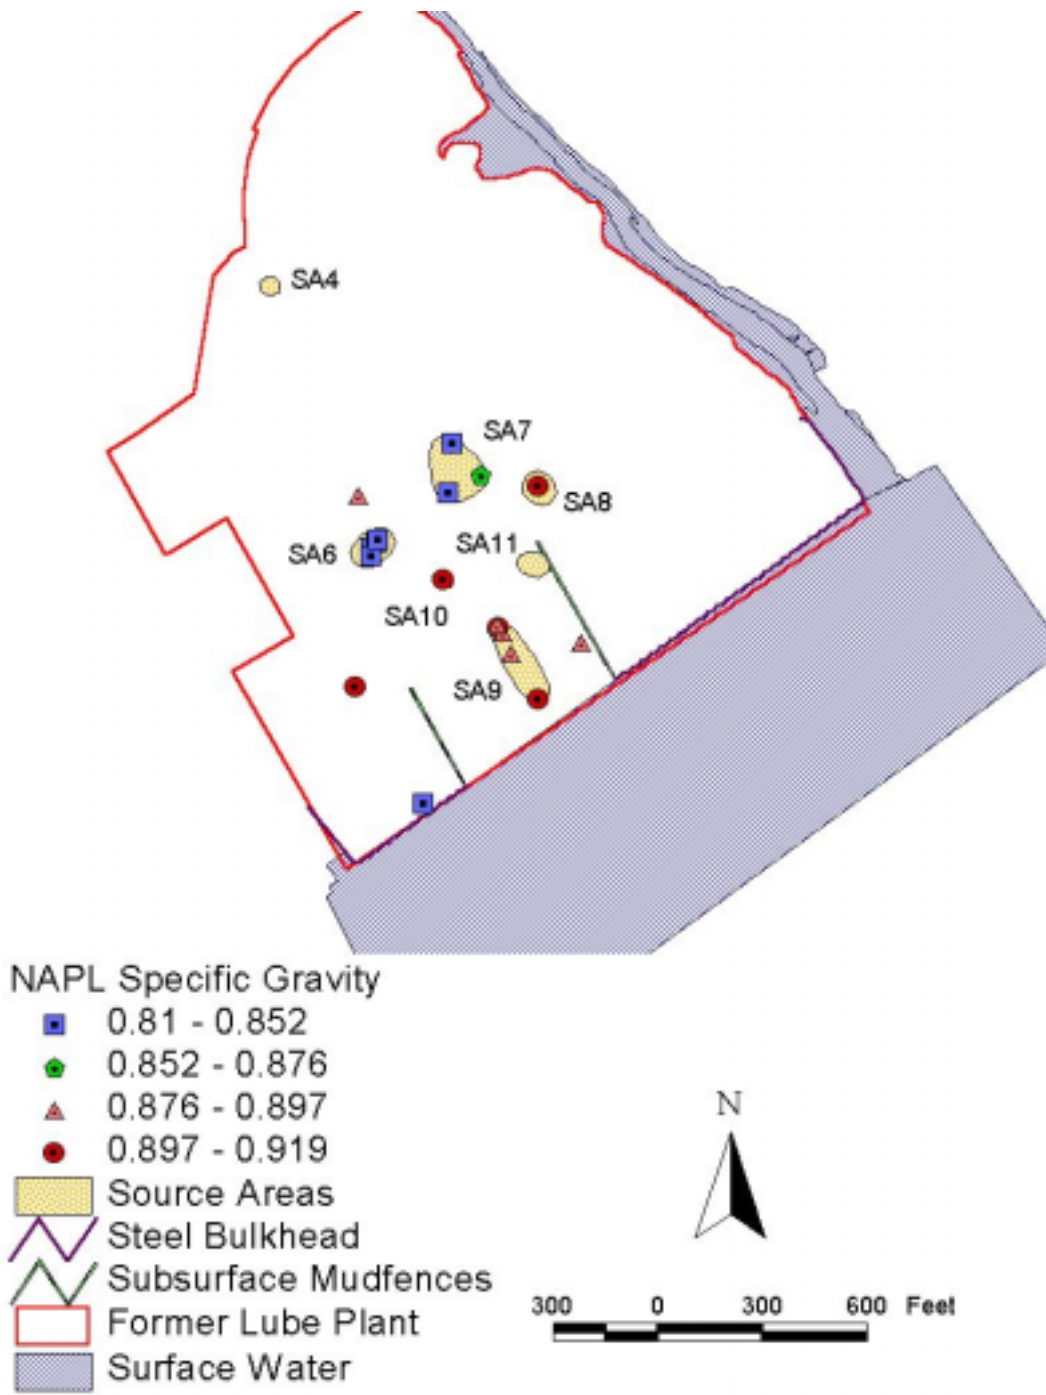 SA4
SA7
SA8
SA11
SA6
SA10
SA9
NAPL Specific Gravity
0.81 - 0.852
0.852 - 0.876
0.876 - 0.897
0.897 - 0.919
Source Areas
Steel Bulkhead
Subsurface Mudfences
Former Lube Plant
Surface Water
N
300 0 300 600 Feet